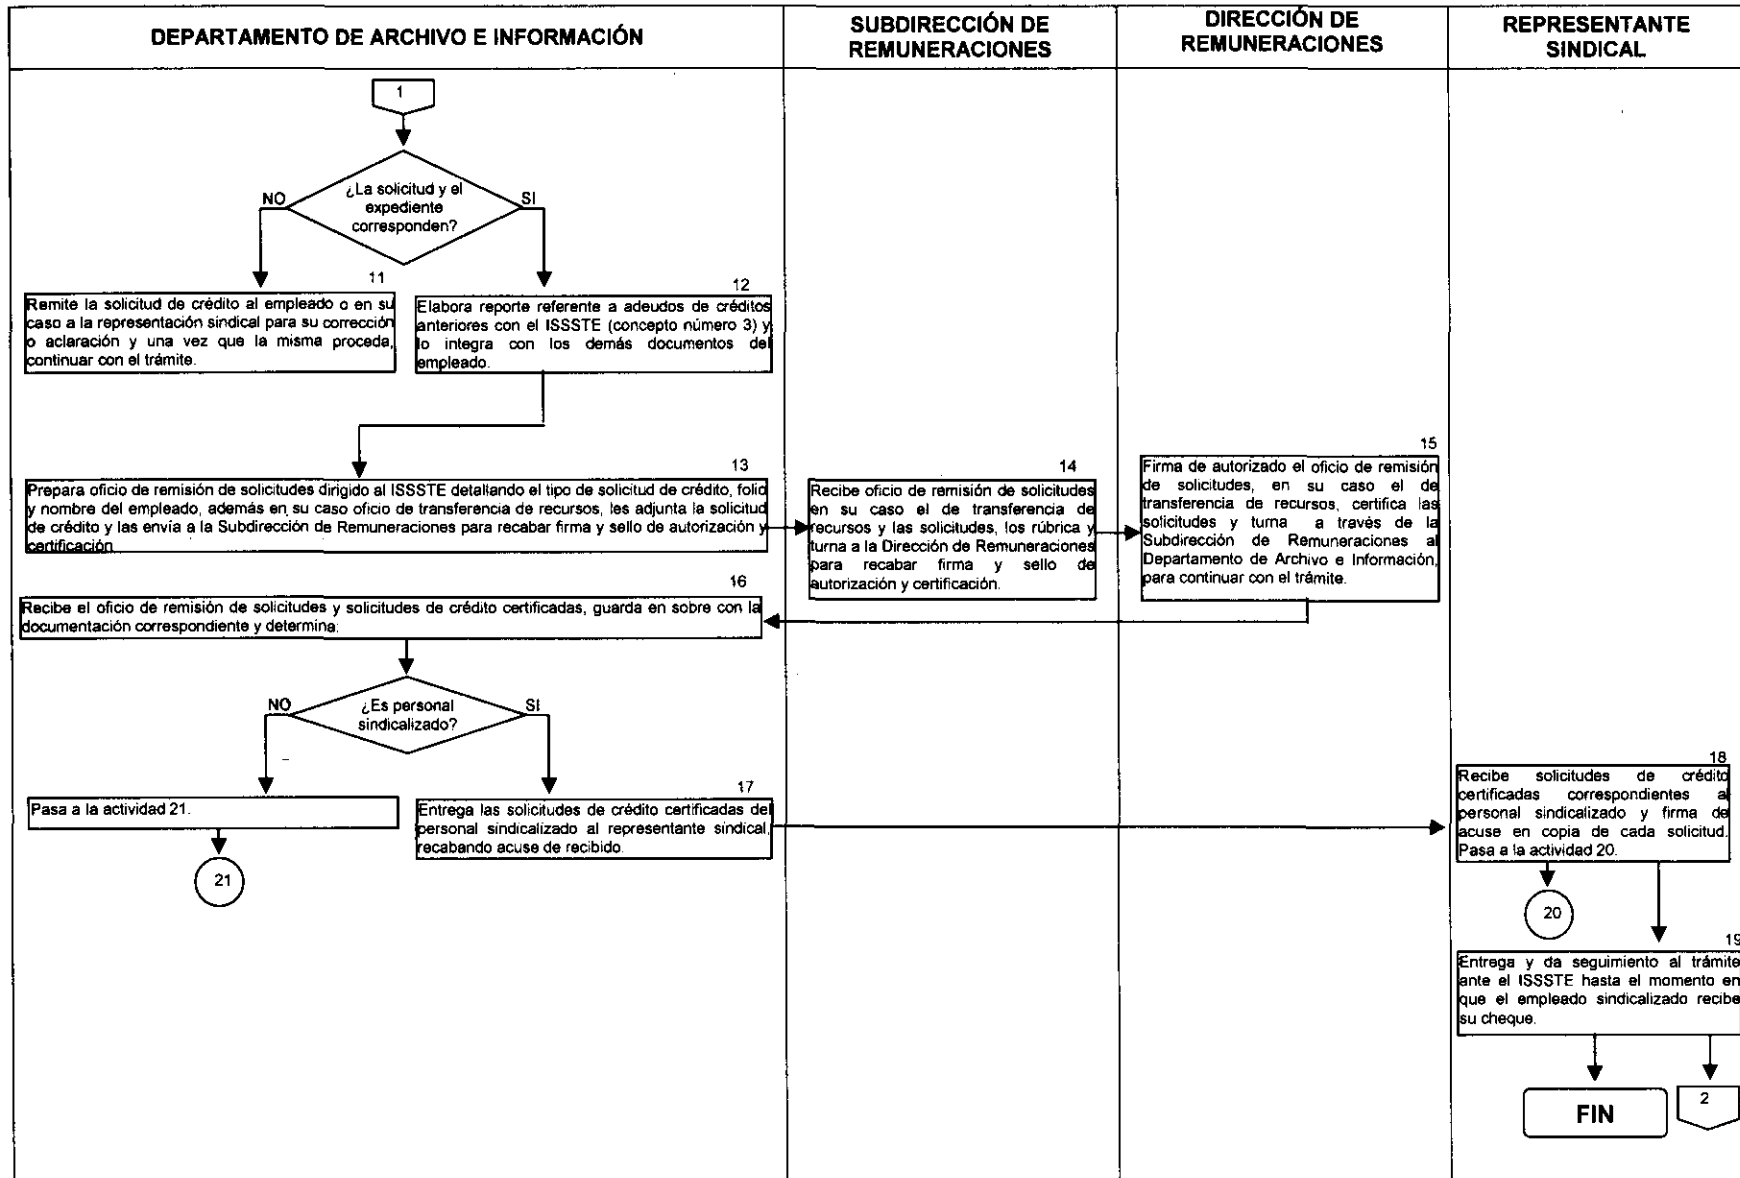 DEPARTAMENTO DE ARCHIVO E INFORMACIÓN
SUBDIRECCIÓN DE
REMUNERACIONES
DIRECCIÓN DE
REMUNERACIONES
REPRESENTANTE
SINDICAL
1
¿La solicitud y el
expediente
corresponden?
NO
SI
11
Remite la solicitud de crédito al empleado o en su
caso a la representación sindical para su corrección
o aclaración y una vez que la misma proceda,
continuar con el trámite.
12
Elabora reporte referente a adeudos de créditos
anteriores con el ISSSTE (concepto número 3) y
lo integra con los demás documentos del
empleado.
13
Prepara oficio de remisión de solicitudes dirigido al ISSSTE detallando el tipo de solicitud de crédito, folio
y nombre del empleado, además en su caso oficio de transferencia de recursos, les adjunta la solicitud
de crédito y las envía a la Subdirección de Remuneraciones para recabar firma y sello de autorización y
certificación.
14
Recibe oficio de remisión de solicitudes
en su caso el de transferencia de
recursos y las solicitudes, los rúbrica y
turna a la Dirección de Remuneraciones
para recabar firma y sello de
autorización y certificación.
15
Firma de autorizado el oficio de remisión
de solicitudes, en su caso el de
transferencia de recursos, certifica las
solicitudes y turna a través de la
Subdirección de Remuneraciones al
Departamento de Archivo e Información,
para continuar con el trámite.
16
Recibe el oficio de remisión de solicitudes y solicitudes de crédito certificadas, guarda en sobre con la
documentación correspondiente y determina:
¿Es personal
sindicalizado?
NO
SI
Pasa a la actividad 21.
21
17
Entrega las solicitudes de crédito certificadas del
personal sindicalizado al representante sindical,
recabando acuse de recibido.
18
Recibe solicitudes de crédito
certificadas correspondientes al
personal sindicalizado y firma de
acuse en copia de cada solicitud.
Pasa a la actividad 20.
20
19
Entrega y da seguimiento al trámite
ante el ISSSTE hasta el momento en
que el empleado sindicalizado recibe
su cheque.
FIN
2